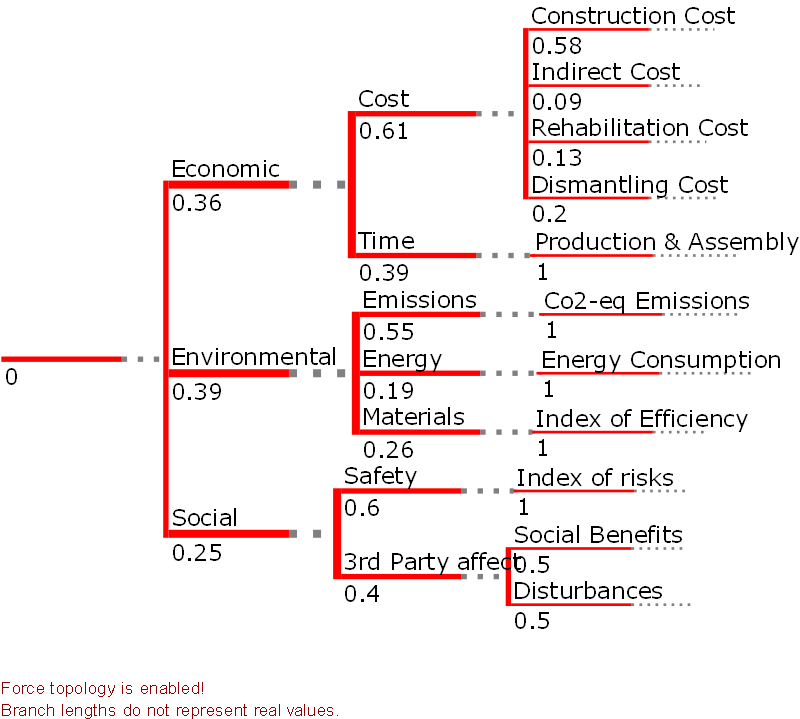 Construction Cost
0.58
Indirect Cost
0.09
Rehabilitation Cost
0.13
Dismantling Cost
0.2
Cost
0.61
Time
0.39
Production & Assembly
1
Economic
0.36
Emissions
0.55
Co2-eq Emissions
1
Energy
0.19
Energy Consumption
1
Materials
0.26
Index of Efficiency
1
Environmental
0.39
0
Safety
0.6
Index of risks
1
Social
0.25
3rd Party affect
0.4
Social Benefits
0.5
Disturbances
0.5
Force topology is enabled!
Branch lengths do not represent real values.